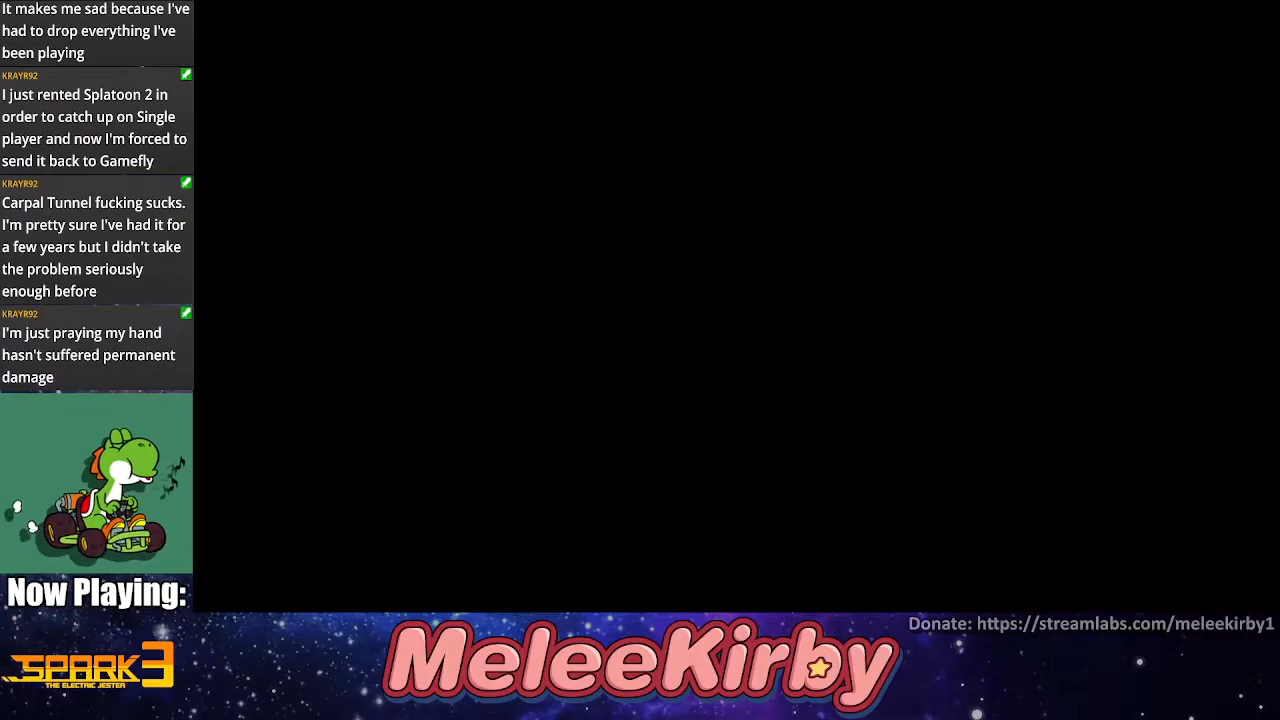 It makes me sad because I've
had to drop everything I've
been playing
KRAYR92
I just rented Splatoon 2 in
order to catch up on Single
player and now I'm forced to
send it back to Gamefly
KRAYR92
Carpal Tunnel fucking sucks.
I'm pretty sure I've had it for
a few years but I didn't take
the problem seriously
enough before
KRAYR92
I'm just praying my hand
hasn't suffered permanent
damage
Now Playing:
SPARK 3
THE ELECTRIC JESTER
MeleeKirby
Donate: https://streamlabs.com/meleekirby1